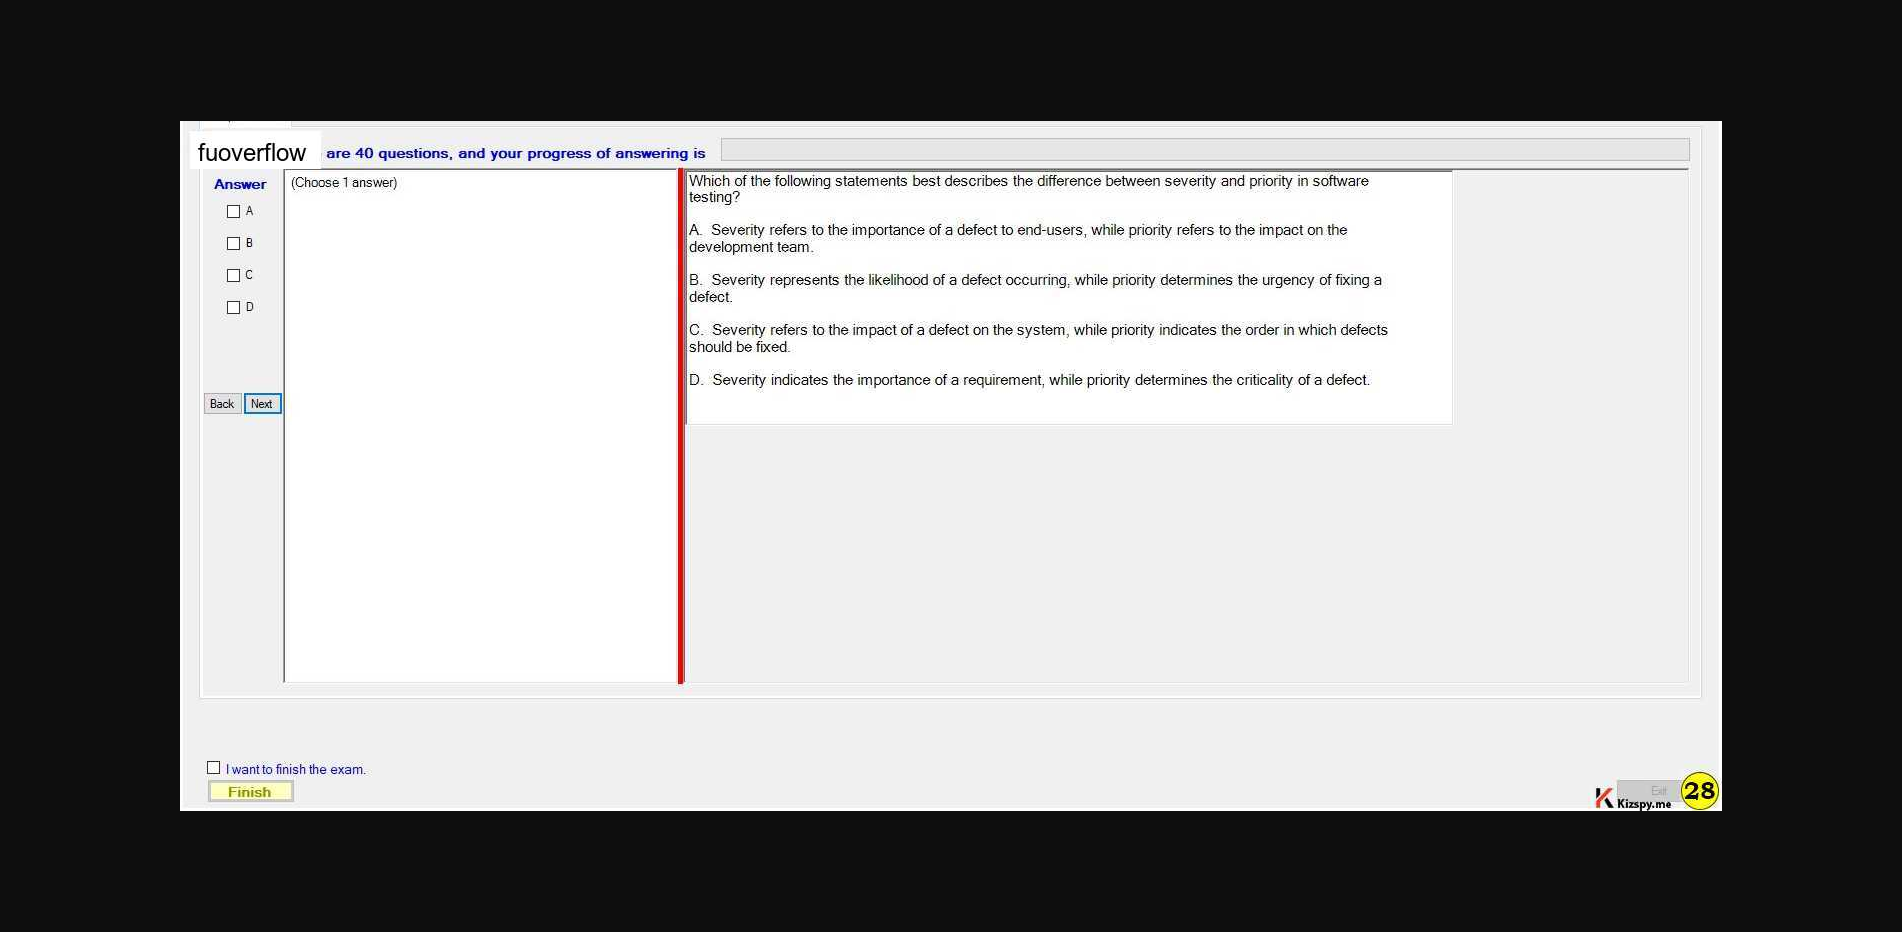 fuoverflow are 40 questions, and your progress of answering is
Answer
A
B
C
D
Back Next
(Choose 1 answer)
Which of the following statements best describes the difference between severity and priority in software
testing?
A. Severity refers to the importance of a defect to end-users, while priority refers to the impact on the
development team.
B. Severity represents the likelihood of a defect occurring, while priority determines the urgency of fixing a
defect.
C. Severity refers to the impact of a defect on the system, while priority indicates the order in which defects
should be fixed.
D. Severity indicates the importance of a requirement, while priority determines the criticality of a defect.
I want to finish the exam.
Finish
Exit
28
Kizspy.me